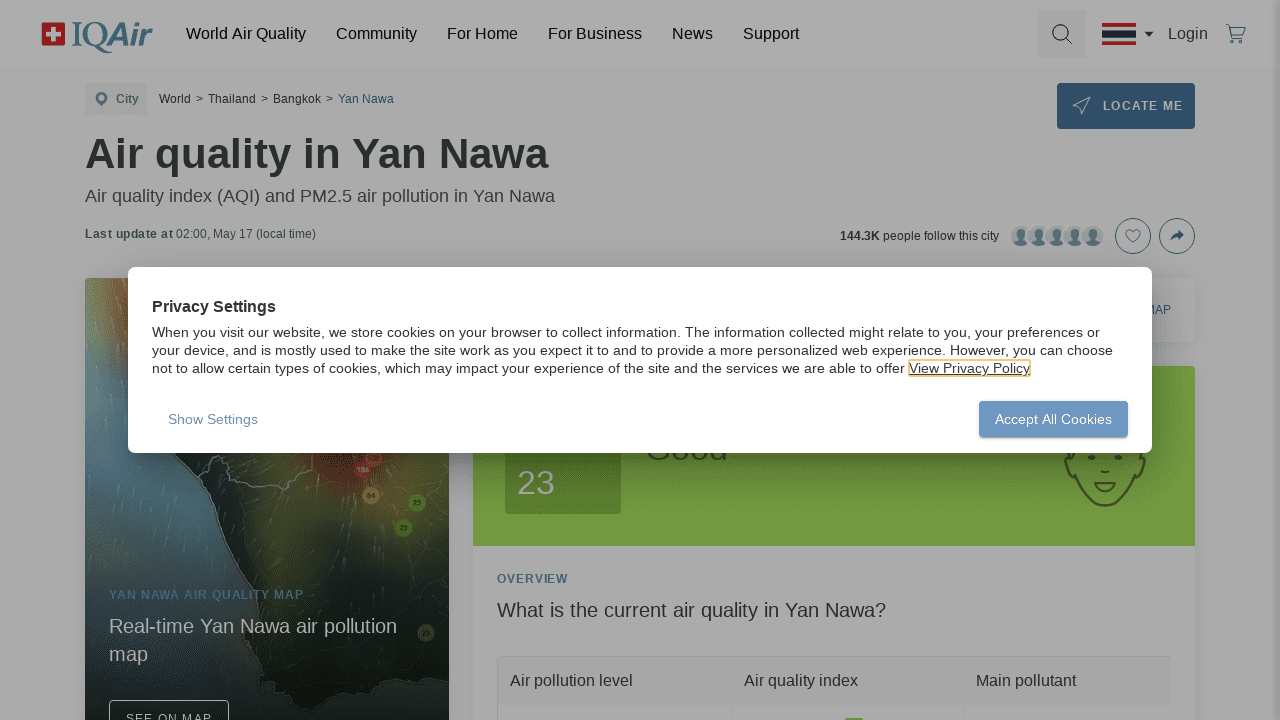 IQAir
World Air Quality
Community
For Home
For Business
News
Support
Login
City
World > Thailand > Bangkok > Yan Nawa
LOCATE ME
Air quality in Yan Nawa
Air quality index (AQI) and PM2.5 air pollution in Yan Nawa
Last update at 02:00, May 17 (local time)
144.3K people follow this city
MAP
Privacy Settings
When you visit our website, we store cookies on your browser to collect information. The information collected might relate to you, your preferences or
your device, and is mostly used to make the site work as you expect it to and to provide a more personalized web experience. However, you can choose
not to allow certain types of cookies, which may impact your experience of the site and the services we are able to offer View Privacy Policy
Show Settings
Accept All Cookies
Good
23
YAN NAWA AIR QUALITY MAP
Real-time Yan Nawa air pollution
map
SEE ON MAP
OVERVIEW
What is the current air quality in Yan Nawa?
Air pollution level
Air quality index
Main pollutant